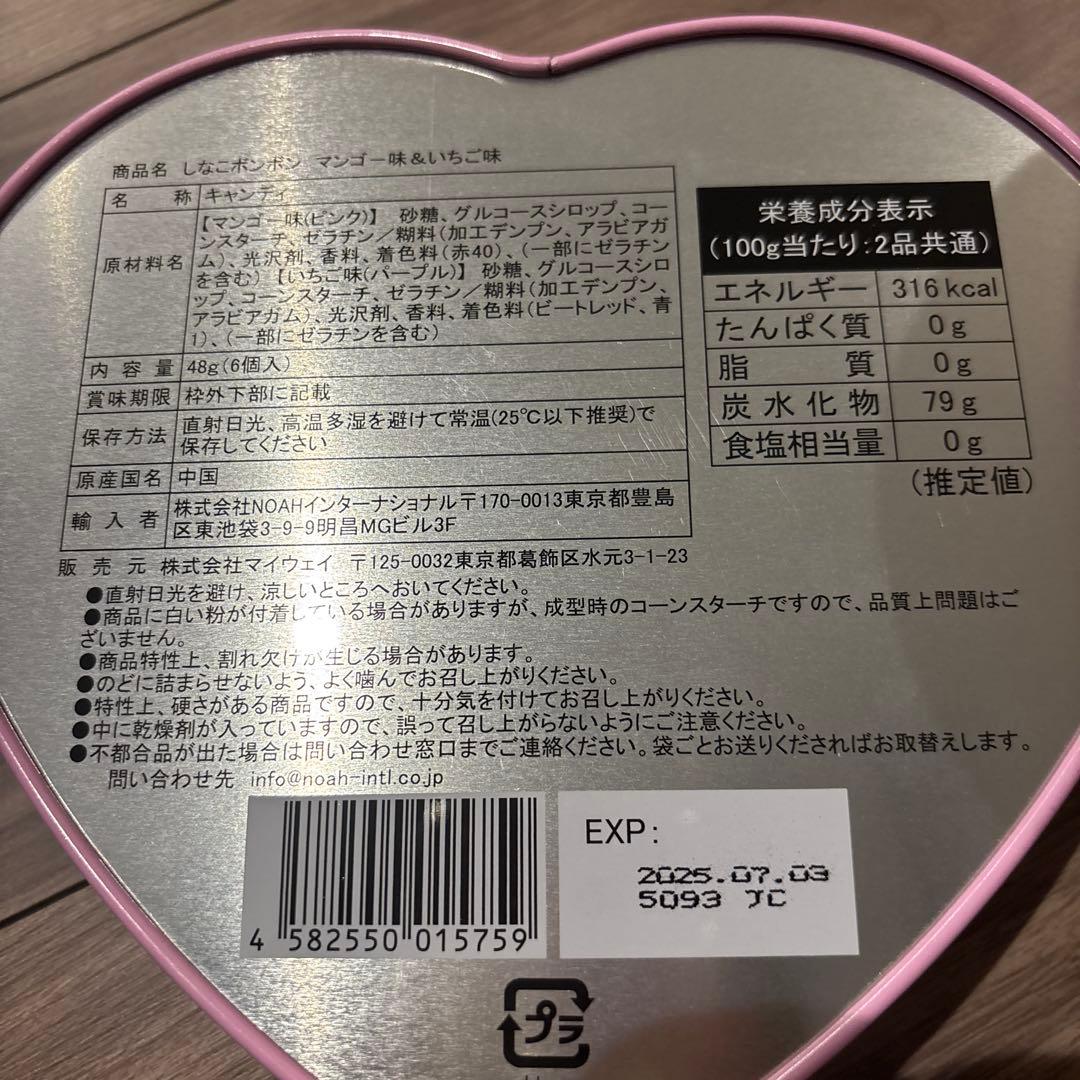 商品名 しなこボンボン マンゴー味＆いちご味
名 称 キャンディ
原材料名 【マンゴー味(ピンク)】 砂糖、グルコースシロップ、コー
ンスターチ、ゼラチン／糊料(加工デンプン、アラビアガ
ム)、光沢剤、香料、着色料(赤40)、(一部にゼラチン
を含む) 【いちご味(パープル)】 砂糖、グルコースシロ
ップ、コーンスターチ、ゼラチン／糊料(加工デンプン、
アラビアガム)、光沢剤、香料、着色料(ビートレッド、青
1)、(一部にゼラチンを含む)
内 容 量 48g(6個入)
賞味期限 枠外下部に記載
保存方法 直射日光、高温多湿を避けて常温(25℃以下推奨)で
保存してください
原産国名 中国
輸 入 者 株式会社NOAHインターナショナル〒170-0013東京都豊島
区東池袋3-9-9明昌MGビル3F
販 売 元 株式会社マイウェイ 〒125-0032東京都葛飾区水元3-1-23
栄養成分表示
(100g当たり:2品共通)
エネルギー 316kcal
たんぱく質 0g
脂 質 0g
炭水化物 79g
食塩相当量 0g
(推定値)
●直射日光を避け、涼しいところへおいてください。
●商品に白い粉が付着している場合がありますが、成型時のコーンスターチですので、品質上問題はご
ざいません。
●商品特性上、割れ欠けが生じる場合があります。
●のどに詰まらせないよう、よく噛んでお召し上がりください。
●特性上、硬さがある商品ですので、十分気を付けてお召し上がりください。
●中に乾燥剤が入っていますので、誤って召し上がらないようにご注意ください。
●不都合品が出た場合は問い合わせ窓口までご連絡ください。袋ごとお送りくださればお取替えします。
問い合わせ先 info@noah-intl.co.jp
4 582550 015759
EXP:
2025.07.03
5093 JC
プラ